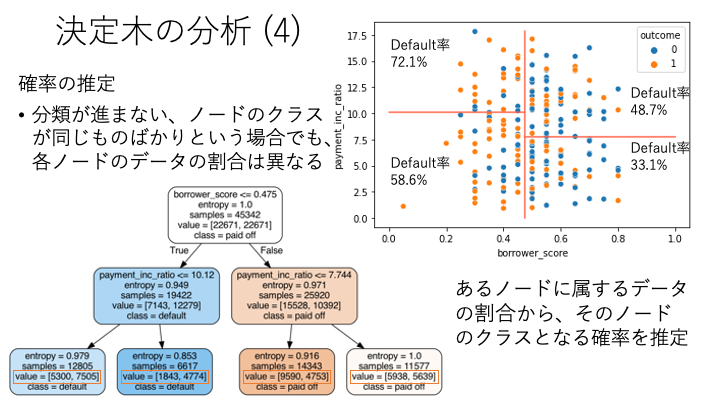 決定木の分析 (4)
確率の推定
• 分類が進まない、ノードのクラス
が同じものばかりという場合でも、
各ノードのデータの割合は異なる
borrower_score <= 0.475
entropy = 1.0
samples = 45342
value = [22671, 22671]
class = paid off
True
False
payment_inc_ratio <= 10.12
entropy = 0.949
samples = 19422
value = [7143, 12279]
class = default
payment_inc_ratio <= 7.744
entropy = 0.971
samples = 25920
value = [15528, 10392]
class = paid off
entropy = 0.979
samples = 12805
value = [5300, 7505]
class = default
entropy = 0.853
samples = 6617
value = [1843, 4774]
class = default
entropy = 0.916
samples = 14343
value = [9590, 4753]
class = paid off
entropy = 1.0
samples = 11577
value = [5938, 5639]
class = paid off
payment_inc_ratio
17.5
15.0
12.5
10.0
7.5
5.0
2.5
0.0
Default率
72.1%
outcome
0
1
Default率
48.7%
Default率
58.6%
Default率
33.1%
0.0 0.2 0.4 0.6 0.8 1.0
borrower_score
あるノードに属するデータ
の割合から、そのノード
のクラスとなる確率を推定